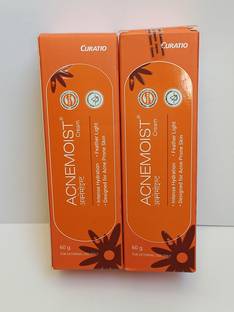 CURATIO
ACNEMOIST®
Cream
• Intense Hydration • Feather Light
• Designed for Acne Prone Skin
60 g
CURATIO
ACNEMOIST®
Cream
• Intense Hydration • Feather Light
• Designed for Acne Prone Skin
60 g